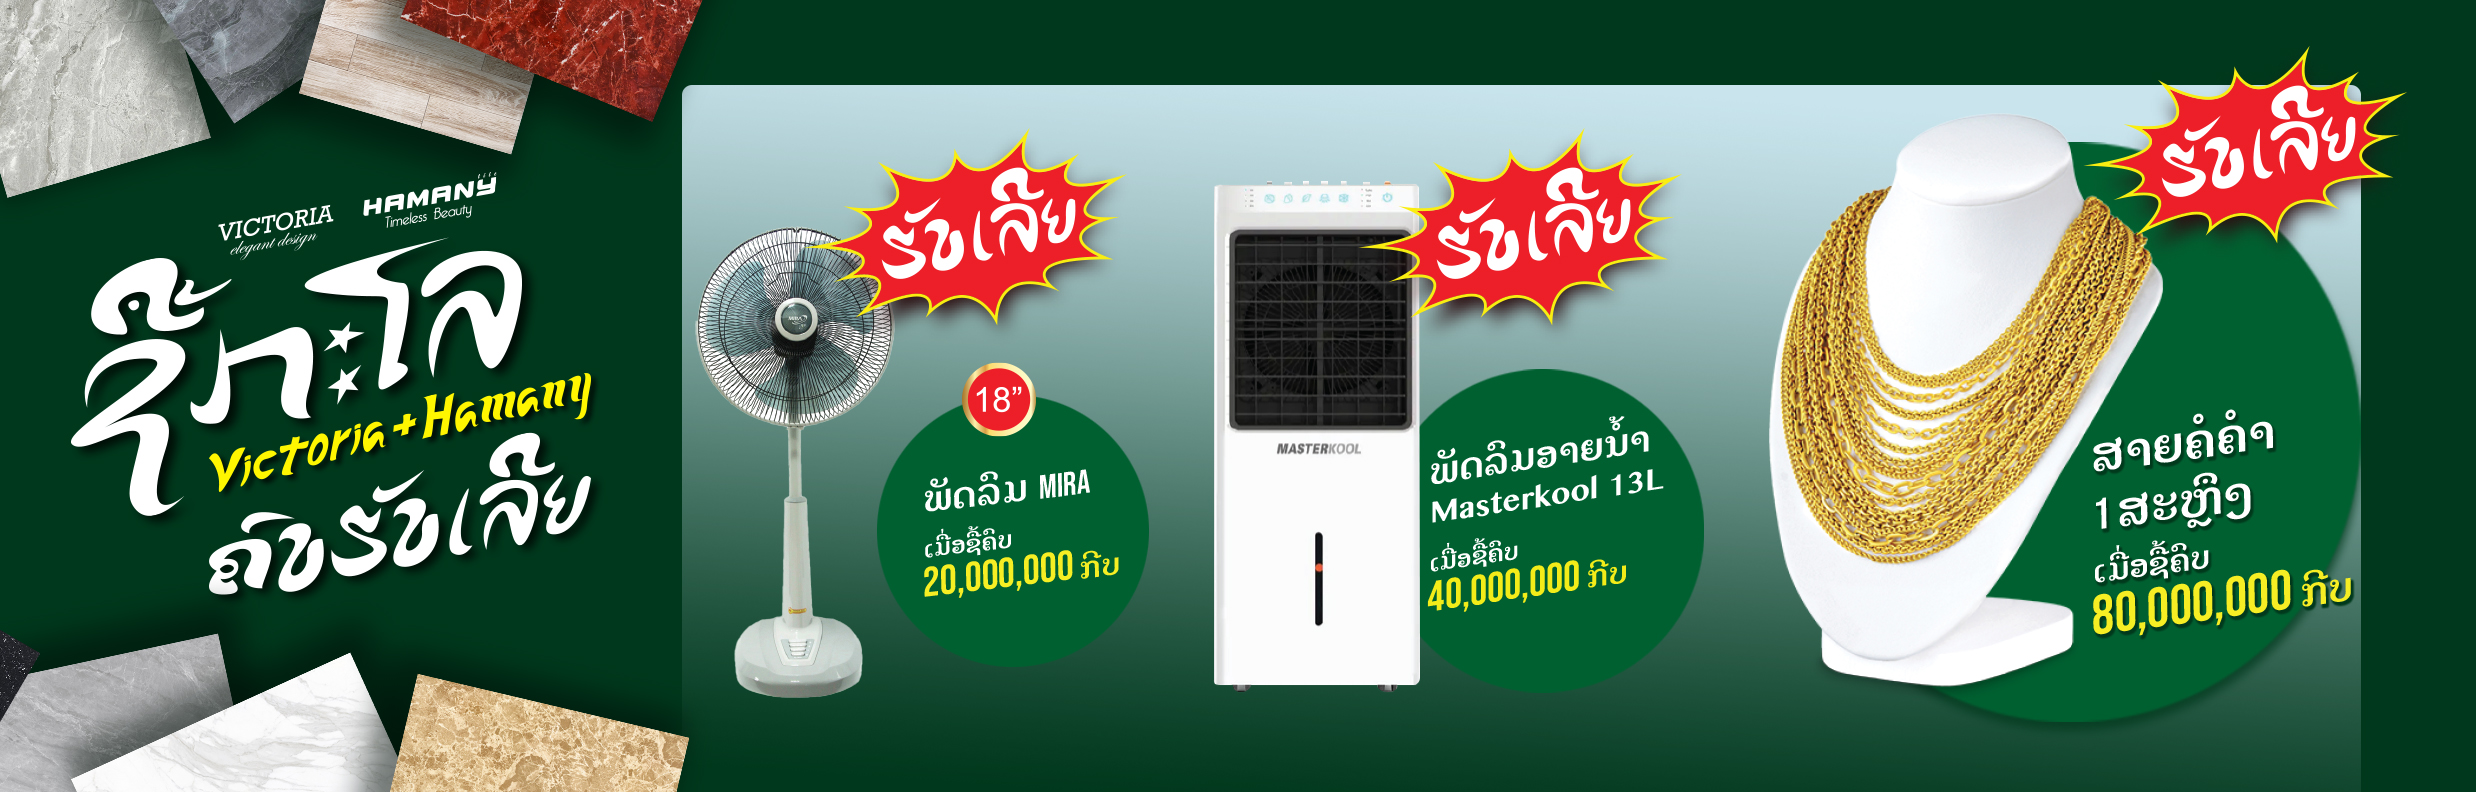 VICTORIA
elegant design
HAMANY
tile
Timeless Beauty
ຈຸ໊ກະໂລ
Victoria+Hamany
ຄົບຮັບເລີຍ
ຮັບເລີຍ
18”
ພັດລົມ MIRA
ເມື່ອຊື້ຄົບ
20,000,000 ກີບ
ຮັບເລີຍ
MASTERKOOL
ພັດລົມອາຍນ້ຳ
Masterkool 13L
ເມື່ອຊື້ຄົບ
40,000,000 ກີບ
ຮັບເລີຍ
ສາຍຄໍຄຳ
1ສະຫຼຶງ
ເມື່ອຊື້ຄົບ
80,000,000 ກີບ
MIRA